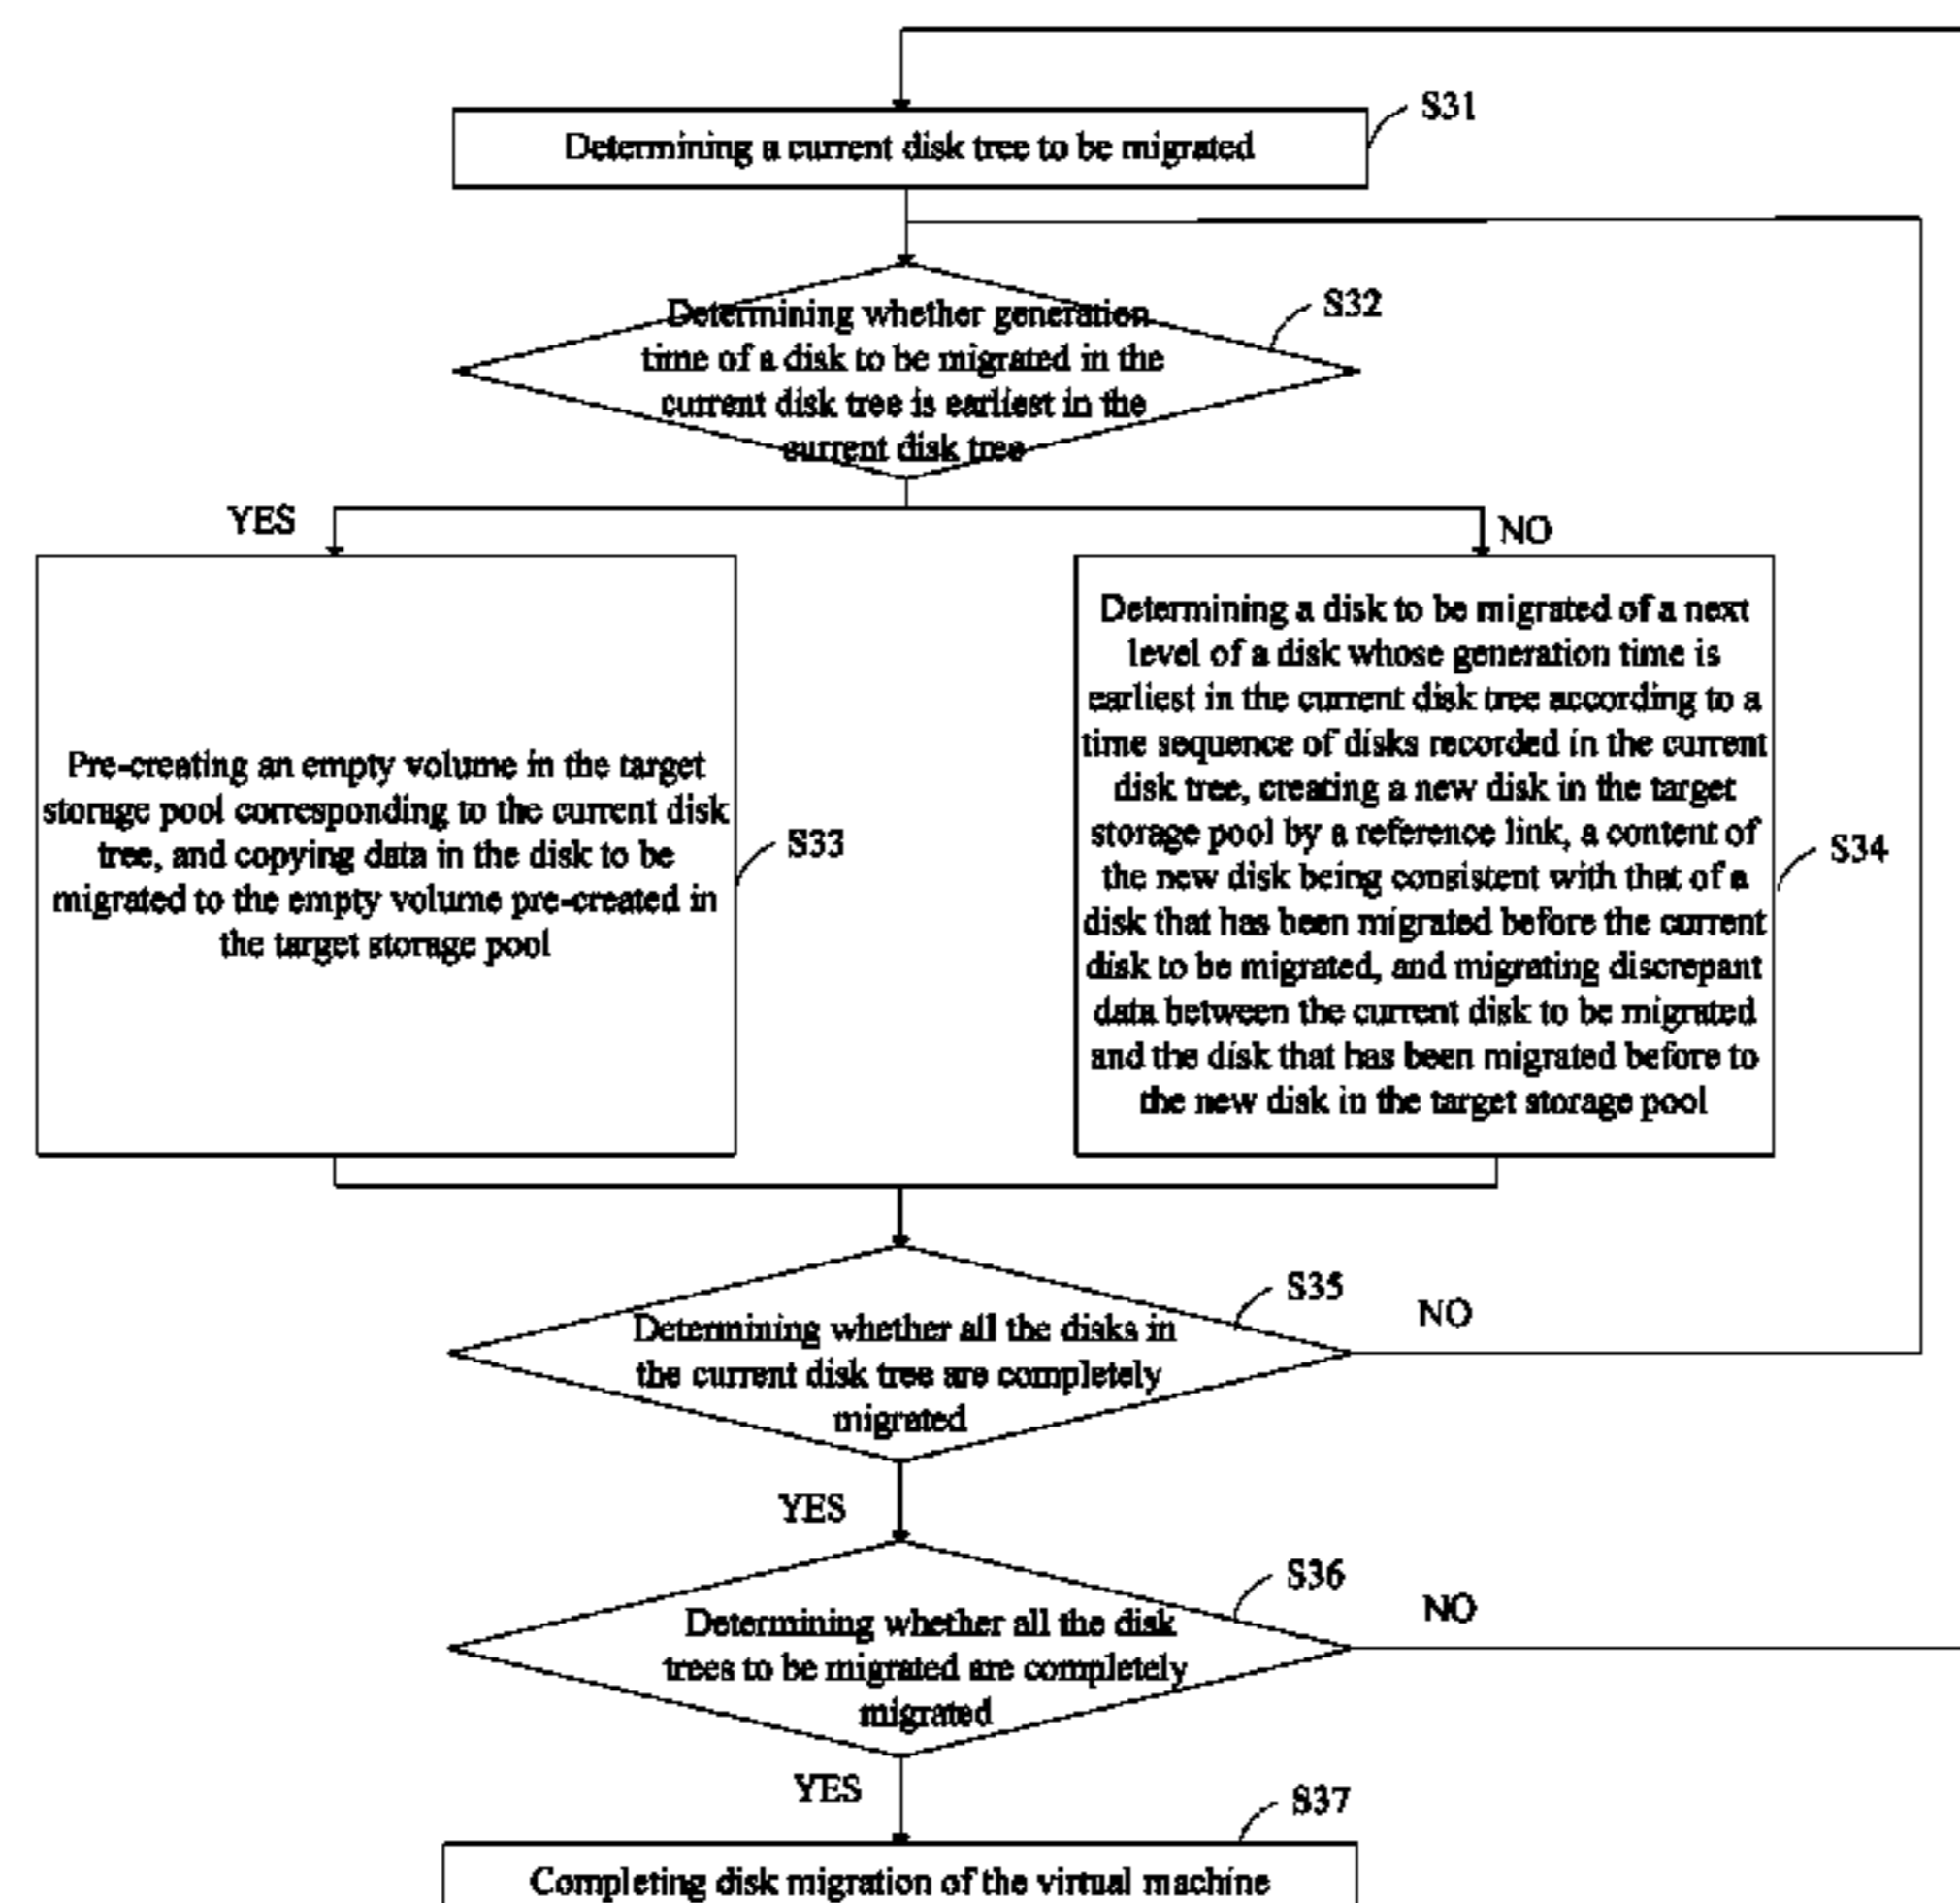 S31
Determining a current disk tree to be migrated
S32
Determining whether generation
time of a disk to be migrated in the
current disk tree is earliest in the
current disk tree
YES
NO
Pre-creating an empty volume in the target
storage pool corresponding to the current disk
tree, and copying data in the disk to be
migrated to the empty volume pre-created in
the target storage pool
S33
Determining a disk to be migrated of a next
level of a disk whose generation time is
earliest in the current disk tree according to a
time sequence of disks recorded in the current
disk tree, creating a new disk in the target
storage pool by a reference link, a content of
the new disk being consistent with that of a
disk that has been migrated before the current
disk to be migrated, and migrating discrepant
data between the current disk to be migrated
and the disk that has been migrated before to
the new disk in the target storage pool
S34
S35
Determining whether all the disks in
the current disk tree are completely
migrated
NO
YES
S36
Determining whether all the disk
trees to be migrated are completely
migrated
NO
YES
S37
Completing disk migration of the virtual machine